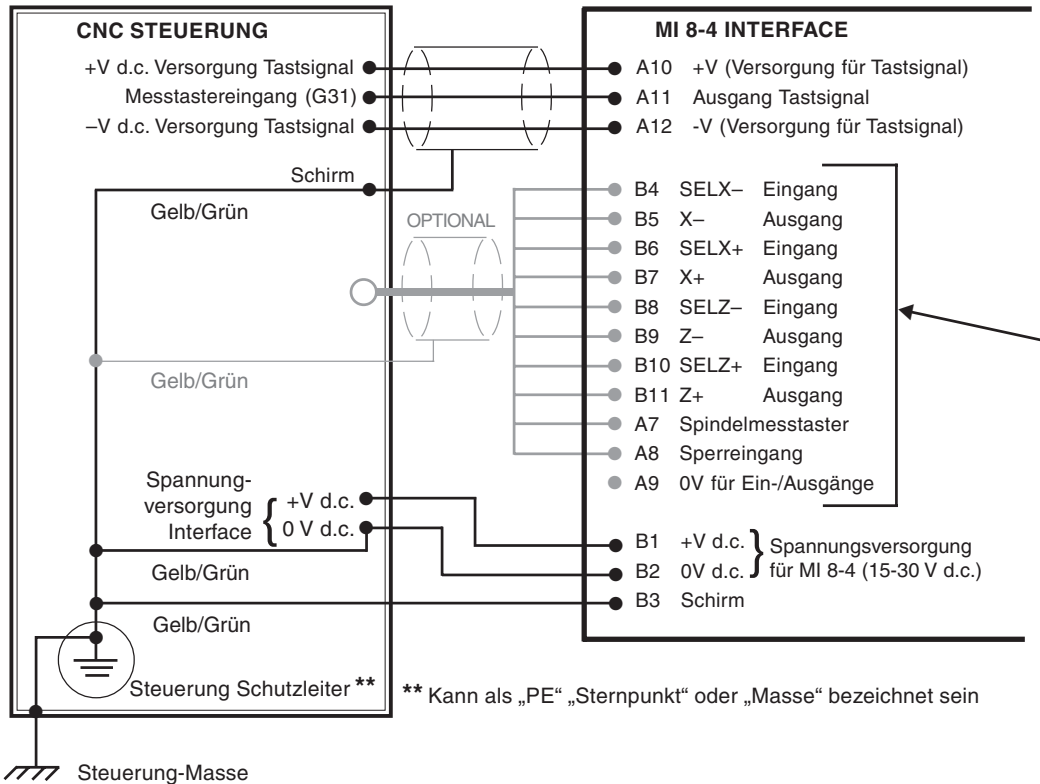 CNC STEUERUNG
+V d.c. Versorgung Tastsignal
Messtastereingang (G31)
–V d.c. Versorgung Tastsignal
Schirm
Gelb/Grün
OPTIONAL
Gelb/Grün
Spannung-
versorgung
Interface
{
+V d.c.
0 V d.c.
Gelb/Grün
Gelb/Grün
Steuerung Schutzleiter **
Steuerung-Masse
MI 8-4 INTERFACE
A10 +V (Versorgung für Tastsignal)
A11 Ausgang Tastsignal
A12 -V (Versorgung für Tastsignal)
B4 SELX– Eingang
B5 X– Ausgang
B6 SELX+ Eingang
B7 X+ Ausgang
B8 SELZ– Eingang
B9 Z– Ausgang
B10 SELZ+ Eingang
B11 Z+ Ausgang
A7 Spindelmesstaster
A8 Sperreingang
A9 0V für Ein-/Ausgänge
B1 +V d.c.
B2 0V d.c.
}
Spannungsversorgung
für MI 8-4 (15-30 V d.c.)
B3 Schirm
** Kann als „PE“ „Sternpunkt“ oder „Masse“ bezeichnet sein